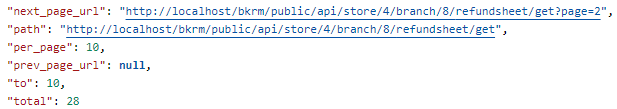 "next_page_url": "http://localhost/bkrm/public/api/store/4/branch/8/refundsheet/get?page=2",
"path": "http://localhost/bkrm/public/api/store/4/branch/8/refundsheet/get",
"per_page": 10,
"prev_page_url": null,
"to": 10,
"total": 28